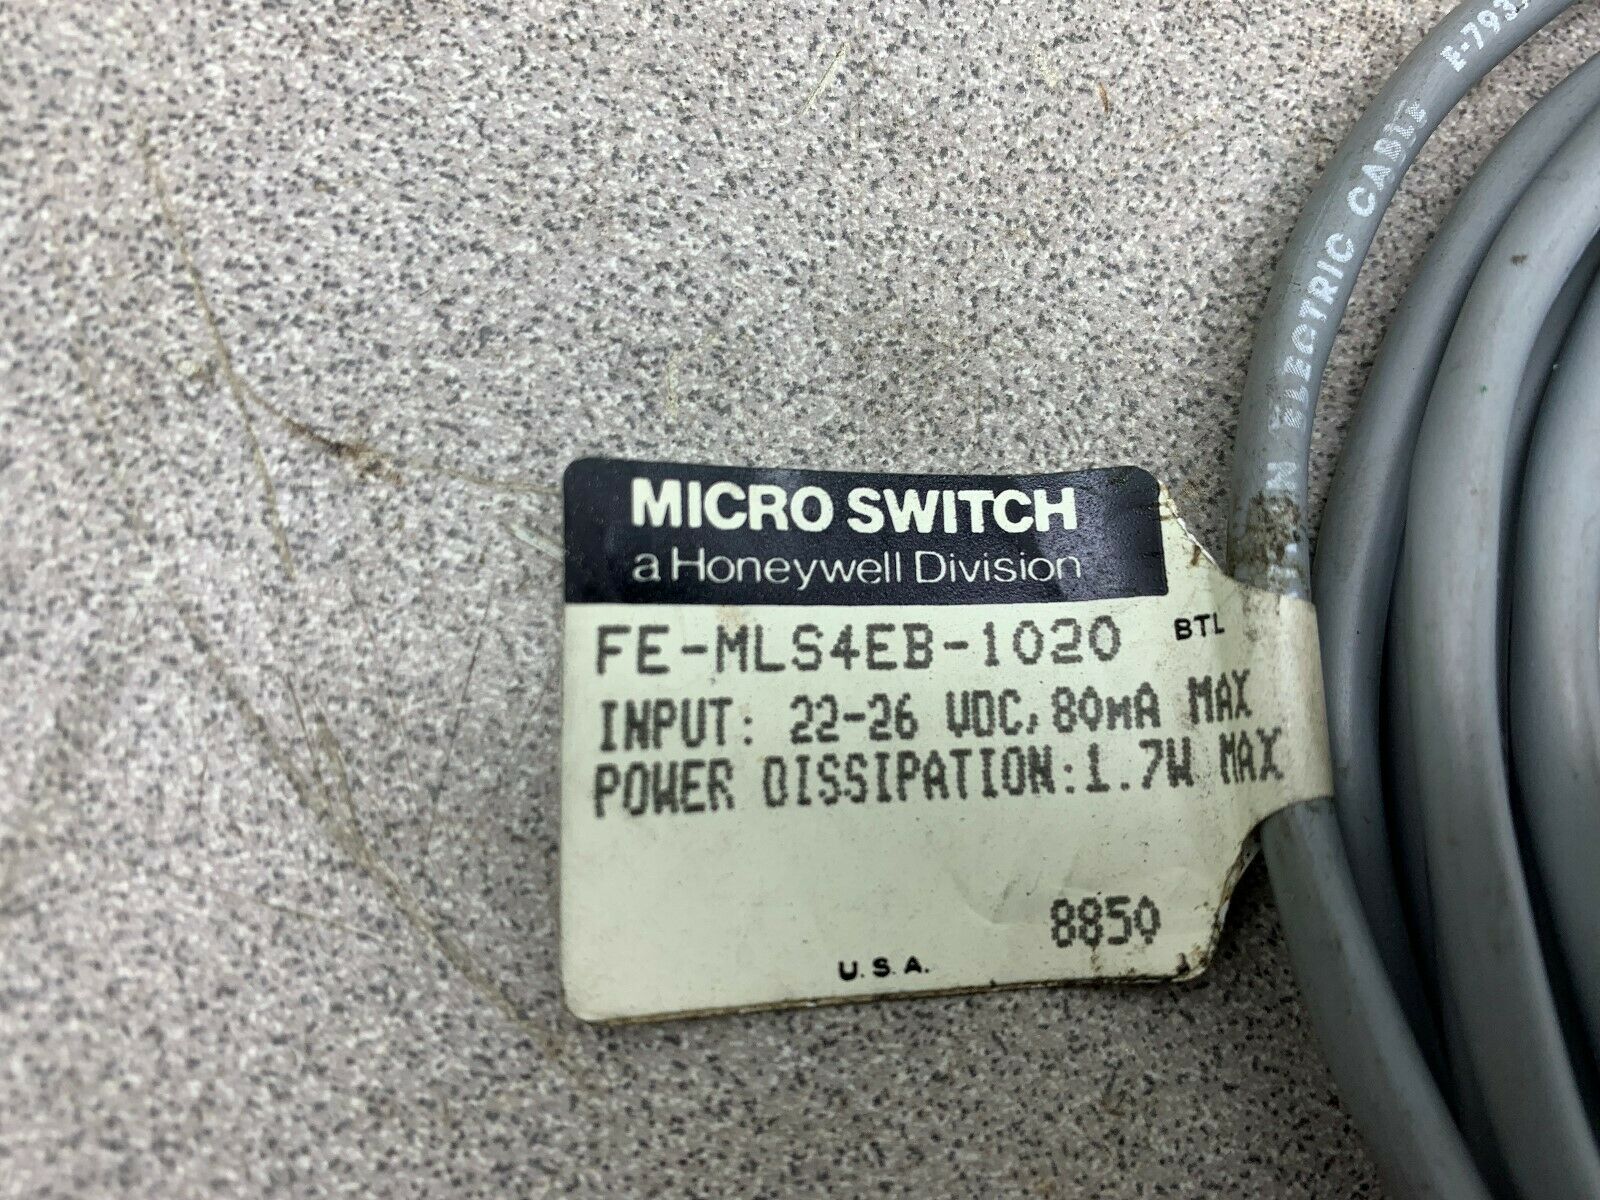 MICRO SWITCH
a Honeywell Division
FE-MLS4EB-1020 BTL
INPUT: 22-26 VDC, 80mA MAX
POWER DISSIPATION: 1.7W MAX
8850
U.S.A.
ELECTRIC CABLE